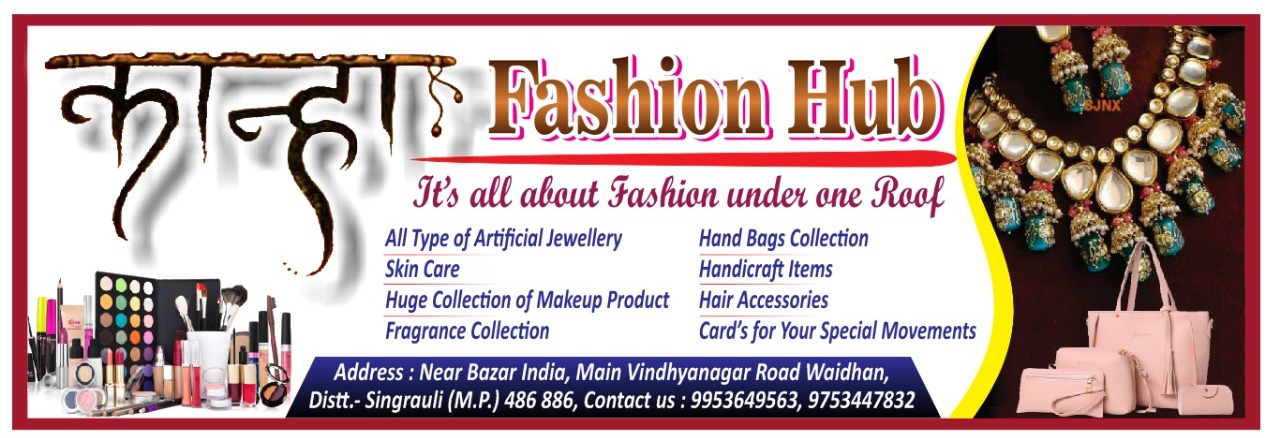 कान्हा
Fashion Hub
It's all about Fashion under one Roof
All Type of Artificial Jewellery
Skin Care
Huge Collection of Makeup Product
Fragrance Collection
Hand Bags Collection
Handicraft Items
Hair Accessories
Card's for Your Special Movements
Address : Near Bazar India, Main Vindhyanagar Road Waidhan,
Distt.- Singrauli (M.P.) 486 886, Contact us : 9953649563, 9753447832
SJNX